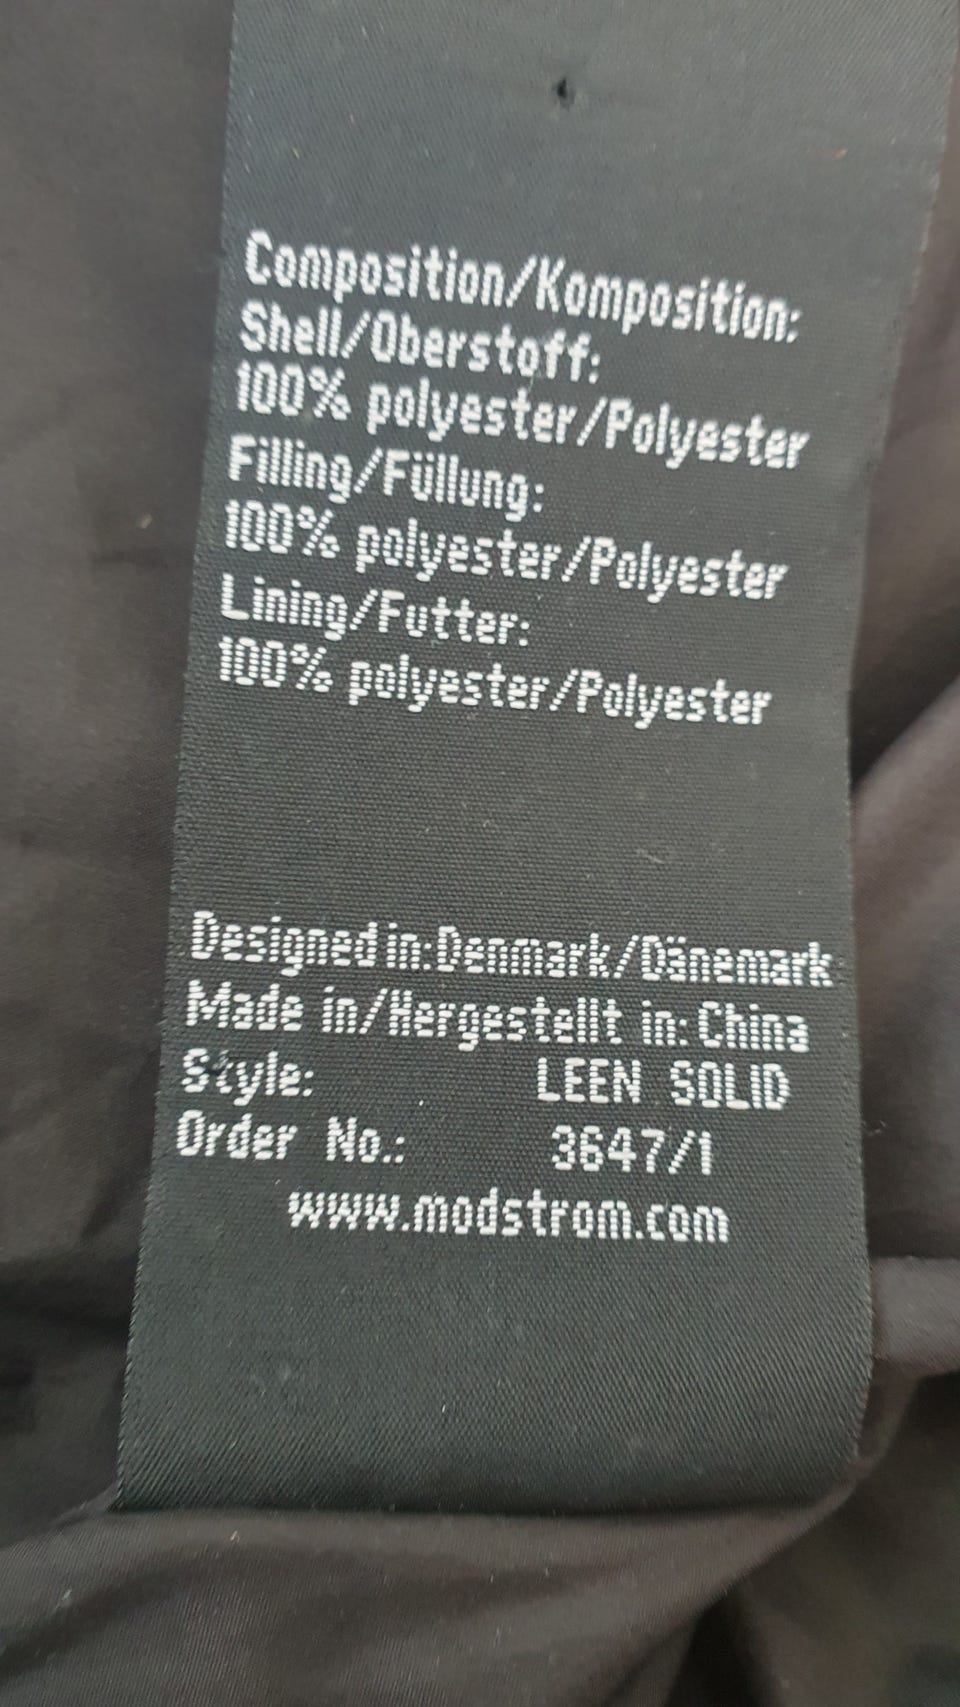 Composition/Komposition:
Shell/Oberstoff:
100% polyester/Polyester
Filling/Füllung:
100% polyester/Polyester
Lining/Futter:
100% polyester/Polyester
Designed in: Denmark/Dänemark
Made in/Hergestellt in: China
Style: LEEN SOLID
Order No.: 3647/1
www.modstrom.com